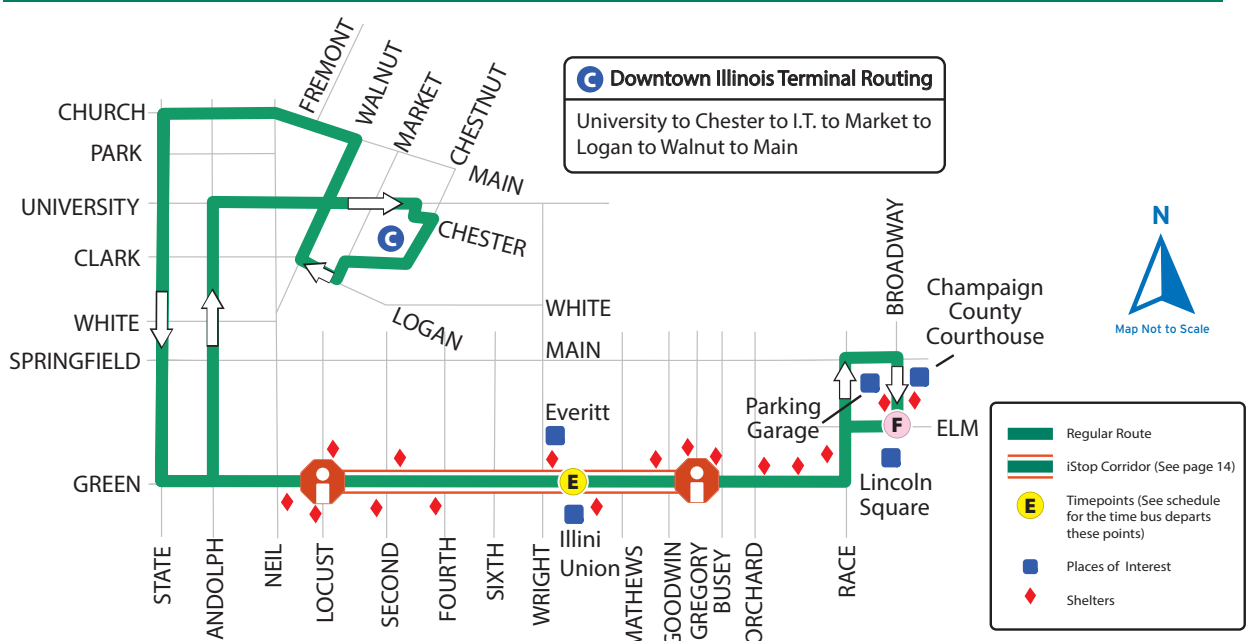 FREMONT
WALNUT
MARKET
CHESTNUT
C Downtown Illinois Terminal Routing
University to Chester to I.T. to Market to
Logan to Walnut to Main
CHURCH
PARK
MAIN
UNIVERSITY
C
CHESTER
CLARK
BROADWAY
N
Map Not to Scale
WHITE
LOGAN
WHITE
SPRINGFIELD
MAIN
Champaign
County
Courthouse
Parking
Garage
F
ELM
Everitt
GREEN
E
Illini
Union
Lincoln
Square
Regular Route
iStop Corridor (See page 14)
E
Timepoints (See schedule
for the time bus departs
these points)
Places of Interest
Shelters
STATE
ANDOLPH
NEIL
LOCUST
SECOND
FOURTH
SIXTH
WRIGHT
MATHEWS
GOODWIN
GREGORY
BUSEY
ORCHARD
RACE